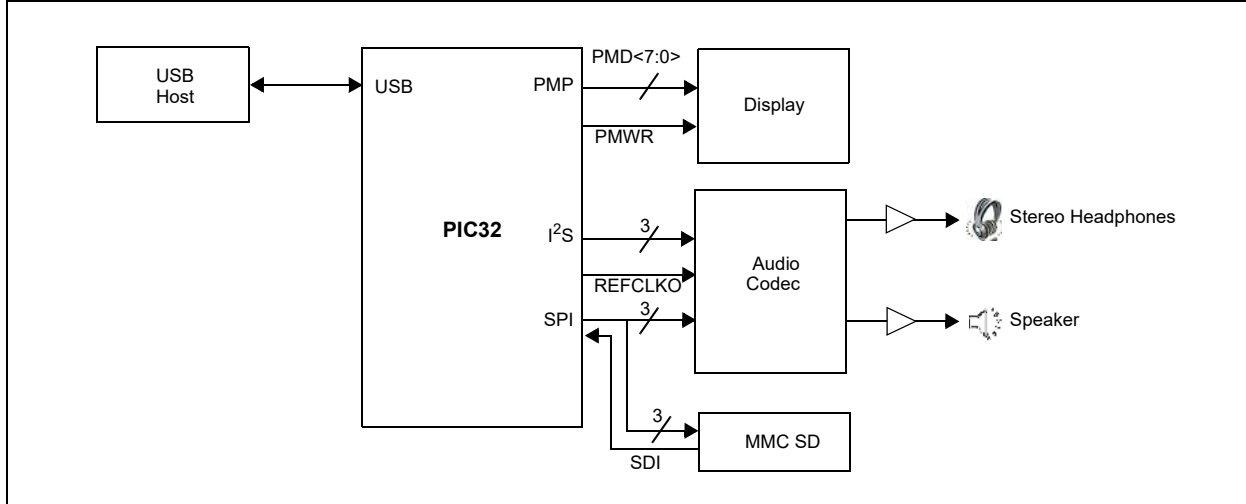 USB
Host
USB
PIC32
PMP
PMD<7:0>
PMWR
Display
I²S
3
REFCLKO
SPI
3
Audio
Codec
Stereo Headphones
Speaker
3
SDI
MMC SD